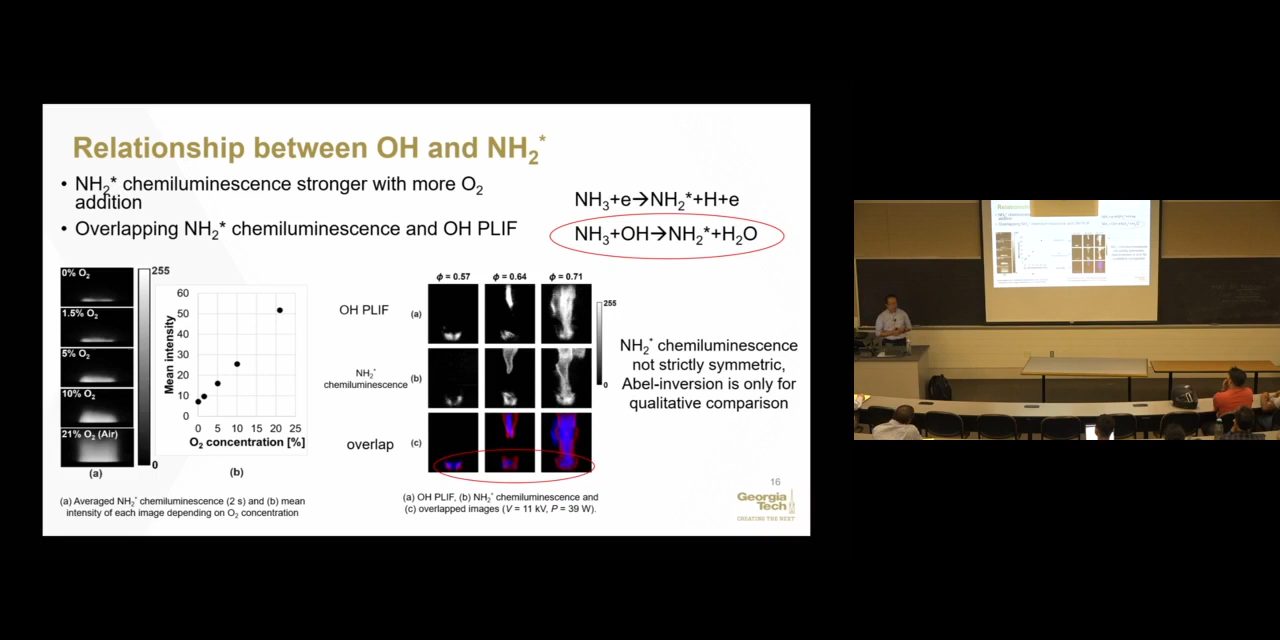 Relationship between OH and NH₂*
• NH₂* chemiluminescence stronger with more O₂
addition
• Overlapping NH₂* chemiluminescence and OH PLIF
NH₃+e→NH₂*+H+e
NH₃+OH→NH₂*+H₂O
0% O₂
1.5% O₂
5% O₂
10% O₂
21% O₂ (Air)
255
0
(a)
Mean intensity
60
50
40
30
20
10
0
0 5 10 15 20 25
O₂ concentration [%]
(b)
(a) Averaged NH₂* chemiluminescence (2 s) and (b) mean
intensity of each image depending on O₂ concentration
ϕ = 0.57 ϕ = 0.64 ϕ = 0.71
OH PLIF (a)
NH₂*
chemiluminescence (b)
overlap (c)
255
0
(a) OH PLIF, (b) NH₂* chemiluminescence and
(c) overlapped images (V = 11 kV, P = 39 W).
NH₂* chemiluminescence
not strictly symmetric,
Abel-inversion is only for
qualitative comparison
16
Georgia
Tech
CREATING THE NEXT